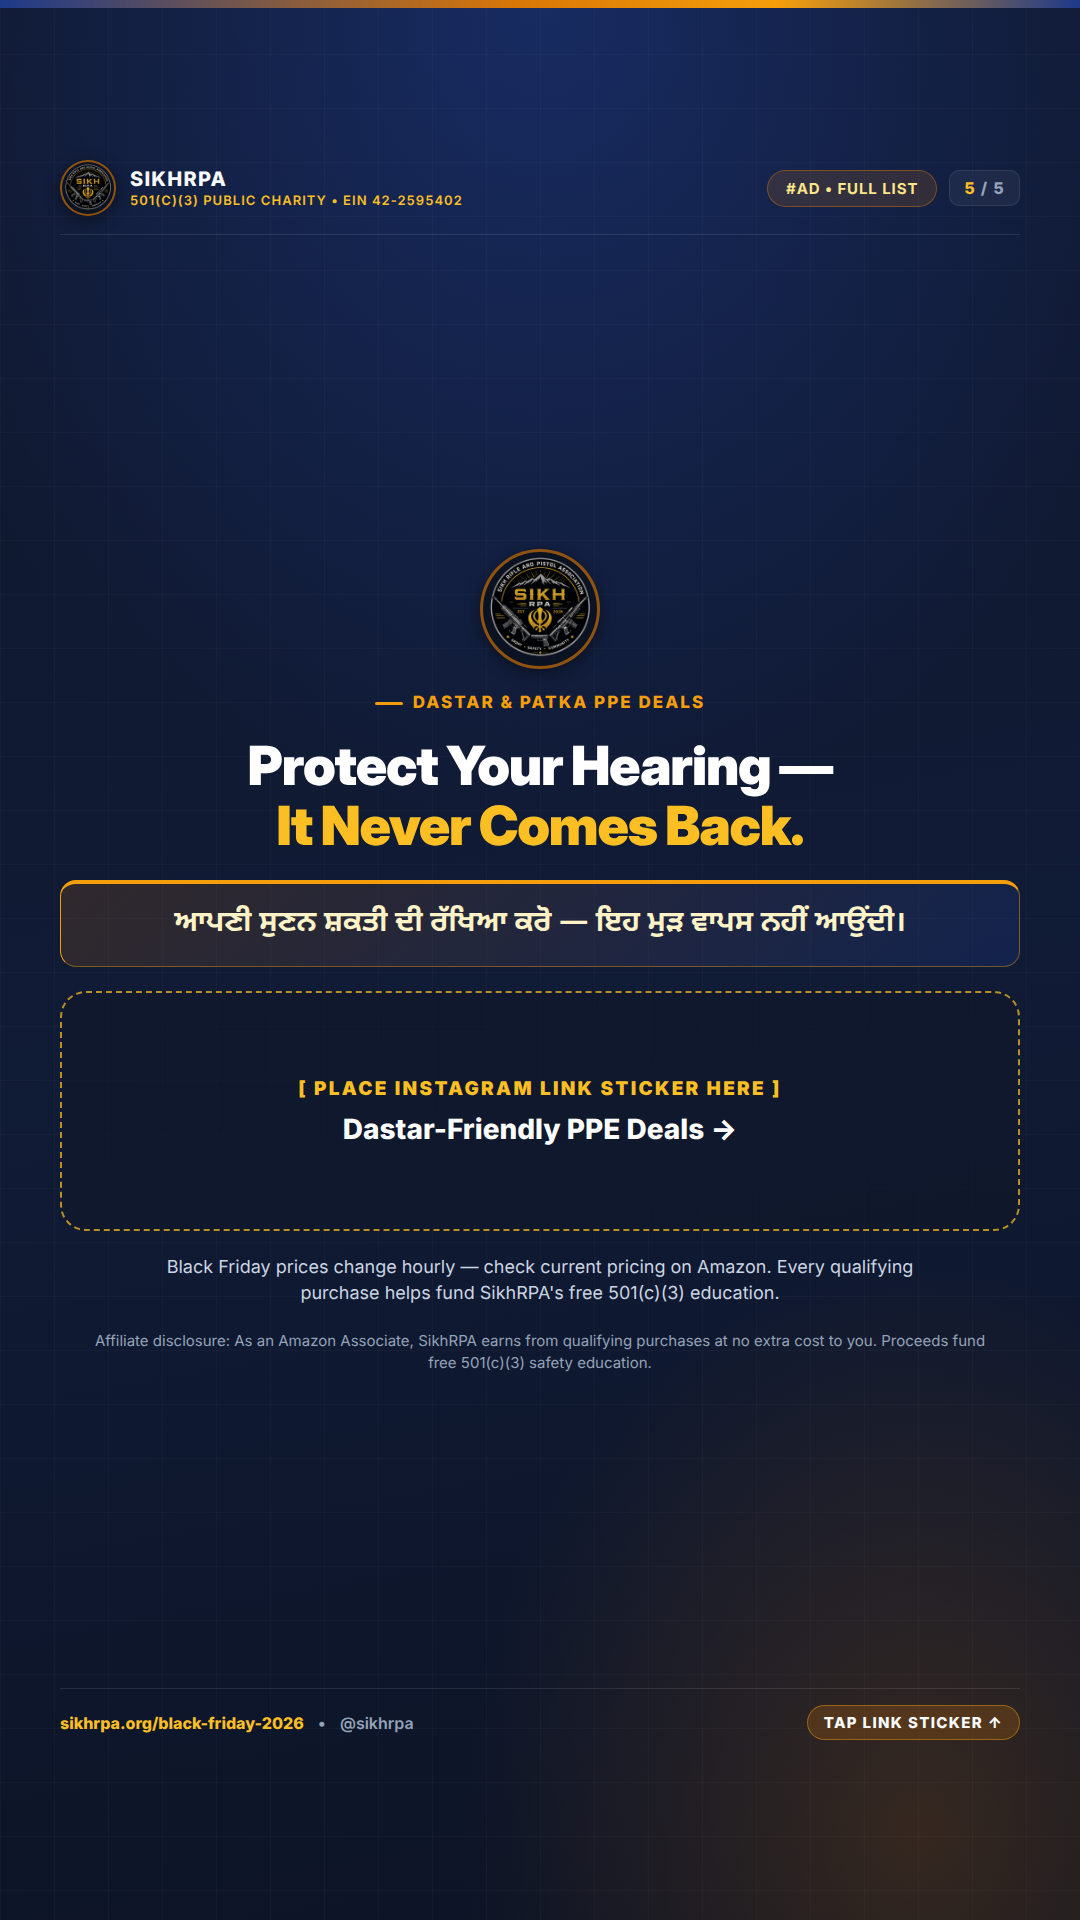 SIKHRPA
501(C)(3) PUBLIC CHARITY • EIN 42-2595402
#AD • FULL LIST
5 / 5
SIKH RIFLE AND PISTOL ASSOCIATION
SIKH
RPA
DASTAR & PATKA PPE DEALS
Protect Your Hearing —
It Never Comes Back.
ਆਪਣੀ ਸੁਣਨ ਸ਼ਕਤੀ ਦੀ ਰੱਖਿਆ ਕਰੋ — ਇਹ ਮੁੜ ਵਾਪਸ ਨਹੀਂ ਆਉਂਦੀ।
[ PLACE INSTAGRAM LINK STICKER HERE ]
Dastar-Friendly PPE Deals →
Black Friday prices change hourly — check current pricing on Amazon. Every qualifying
purchase helps fund SikhRPA's free 501(c)(3) education.
Affiliate disclosure: As an Amazon Associate, SikhRPA earns from qualifying purchases at no extra cost to you. Proceeds fund
free 501(c)(3) safety education.
sikhrpa.org/black-friday-2026 • @sikhrpa
TAP LINK STICKER ↑